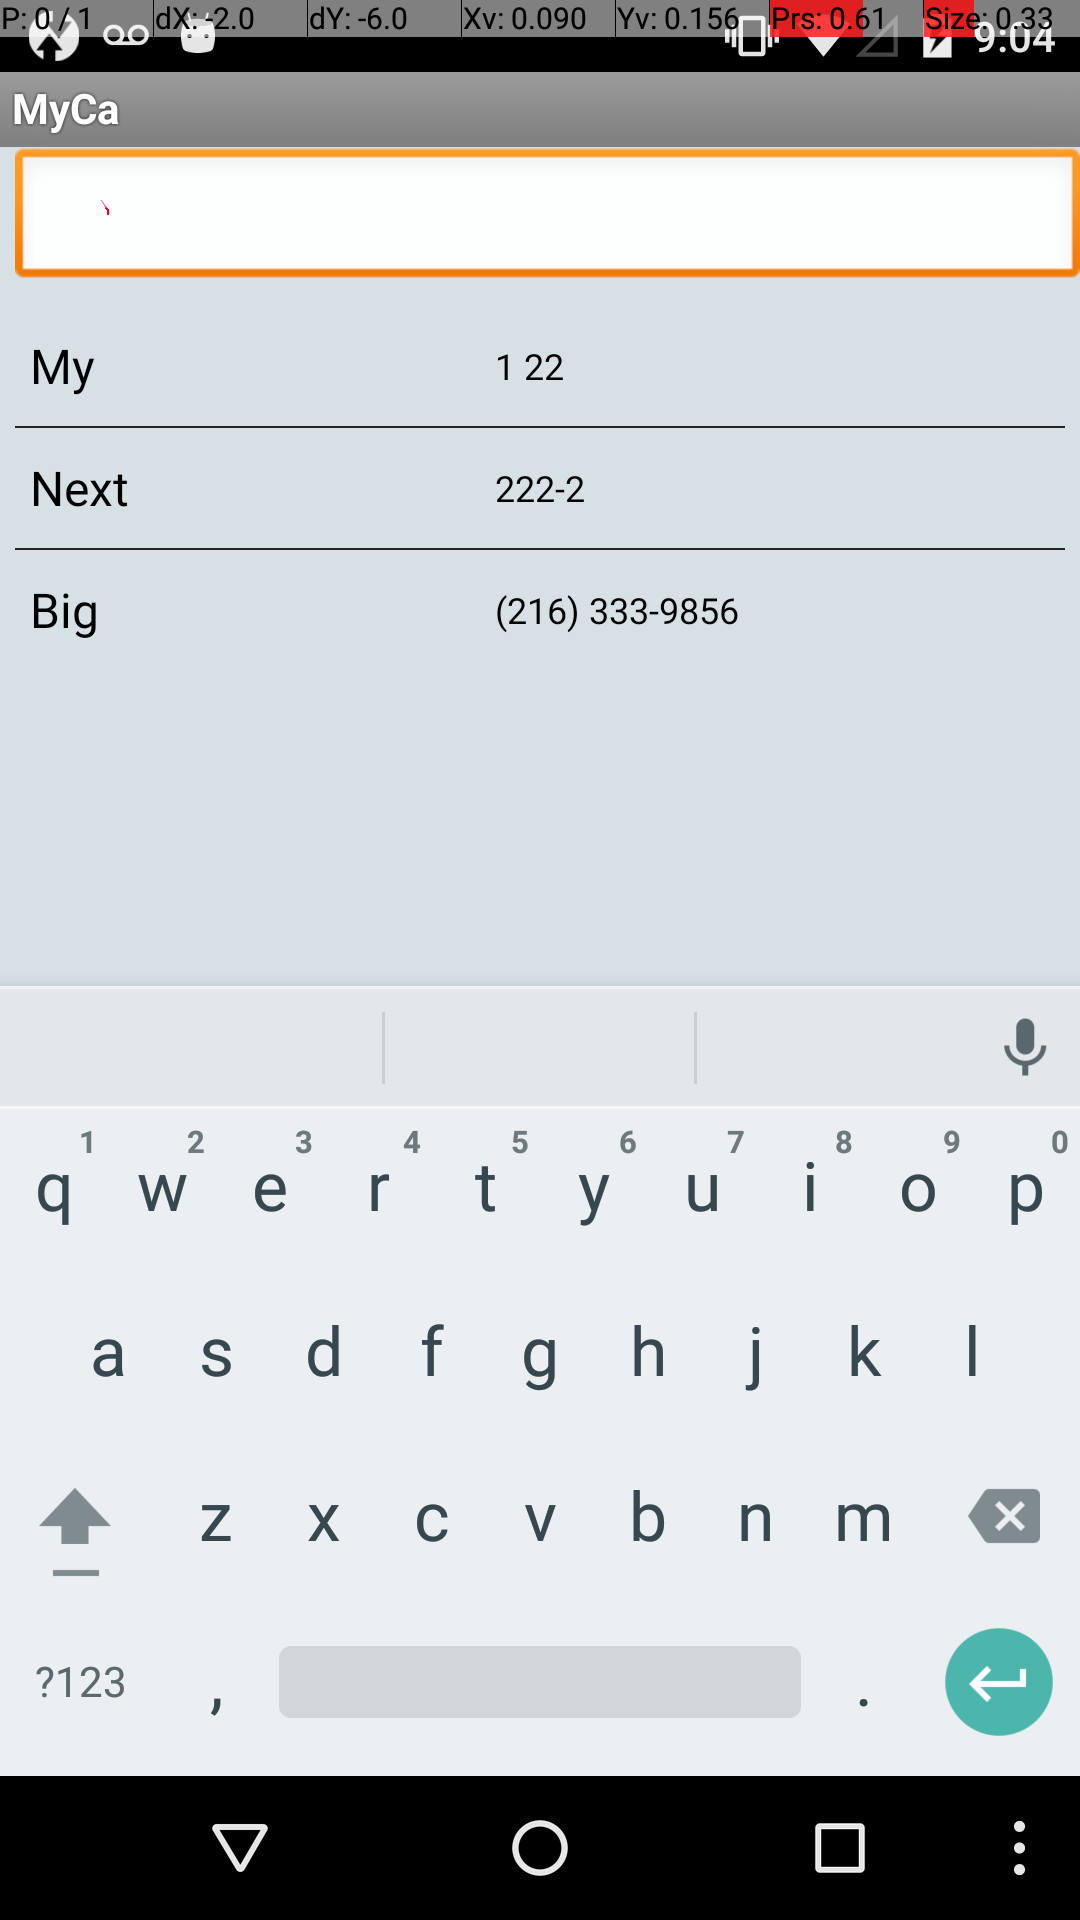 P: 0 / 1 dX: -2.0 dY: -6.0 Xv: 0.090 Yv: 0.156 Prs: 0.61 Size: 0.33
9:04
MyCa
My 1 22
Next 222-2
Big (216) 333-9856
1 2 3 4 5 6 7 8 9 0
q w e r t y u i o p
a s d f g h j k l
z x c v b n m
?123 , .